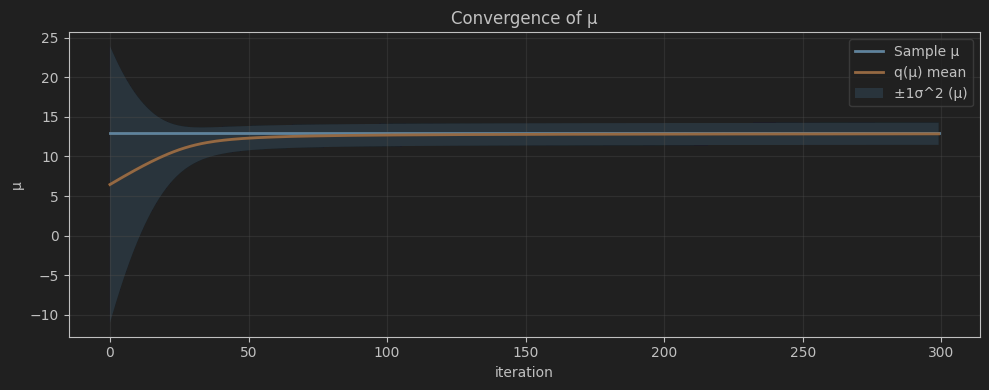 Convergence of μ
Sample μ
q(μ) mean
±1σ^2 (μ)
25
20
15
10
5
0
−5
−10
μ
0
50
100
150
200
250
300
iteration